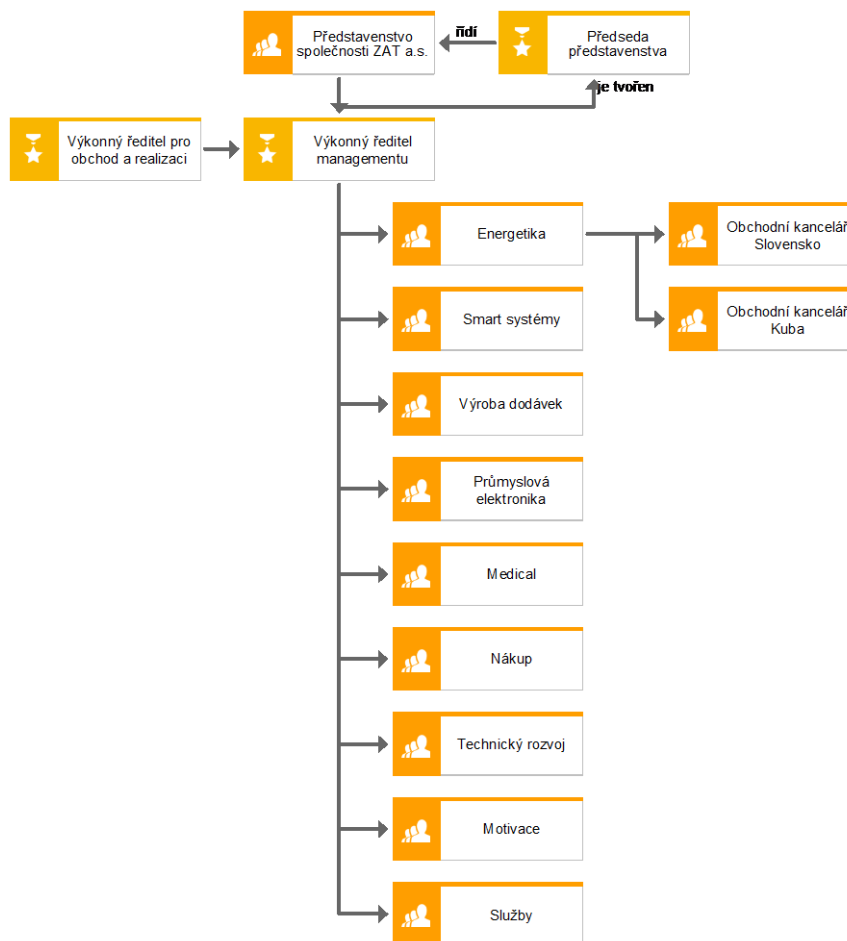 Představenstvo
společnosti ZAT a.s.
řídí
Předseda
představenstva
je tvořen
Výkonný ředitel pro
obchod a realizaci
Výkonný ředitel
managementu
Energetika
Obchodní kancelář
Slovensko
Smart systémy
Obchodní kancelář
Kuba
Výroba dodávek
Průmyslová
elektronika
Medical
Nákup
Technický rozvoj
Motivace
Služby